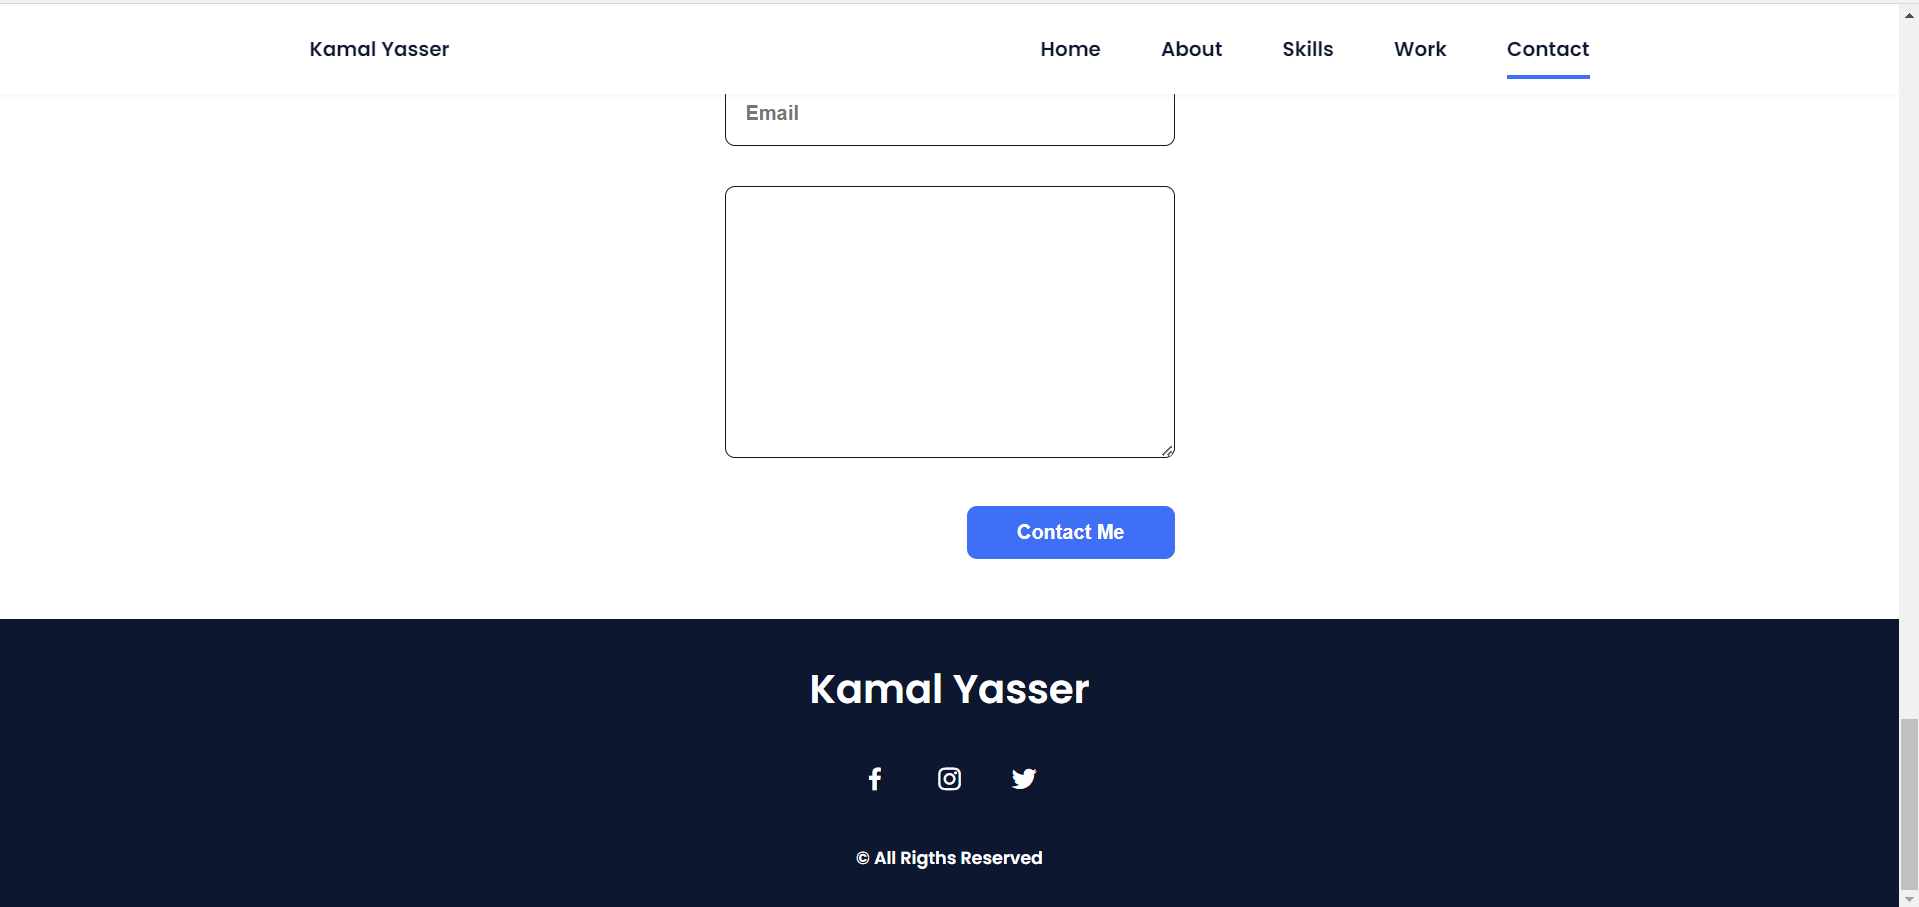 Kamal Yasser Home About Skills Work Contact
Email
Contact Me
Kamal Yasser
© All Rigths Reserved